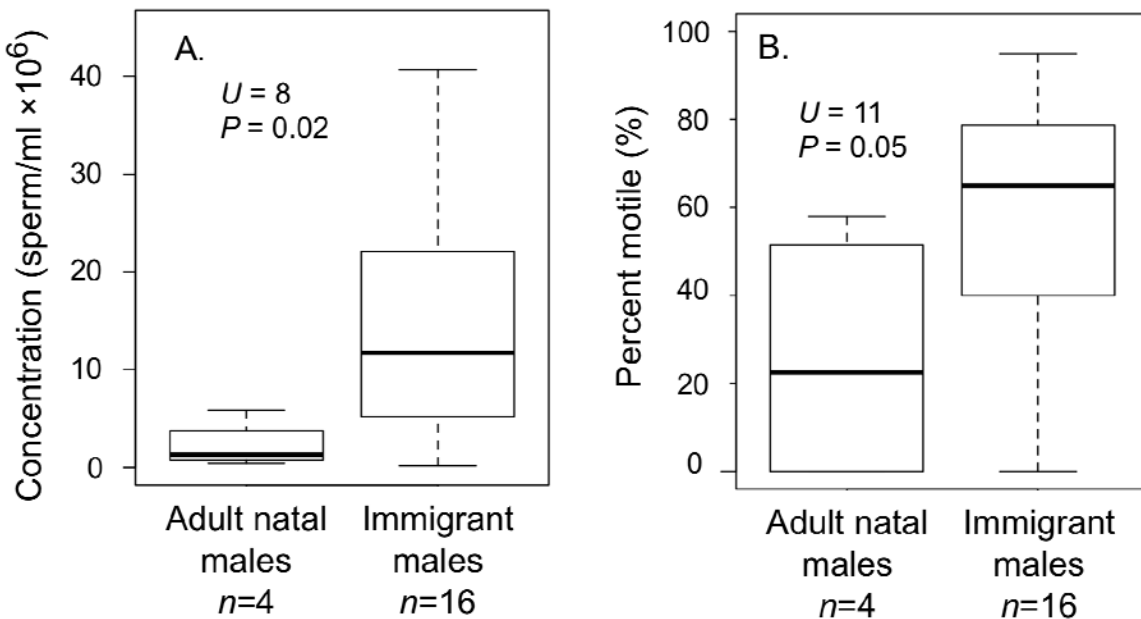 A.
U = 8
P = 0.02
Concentration (sperm/ml ×10⁶)
40
30
20
10
0
Adult natal
males
n=4
Immigrant
males
n=16
B.
U = 11
P = 0.05
Percent motile (%)
100
80
60
40
20
0
Adult natal
males
n=4
Immigrant
males
n=16